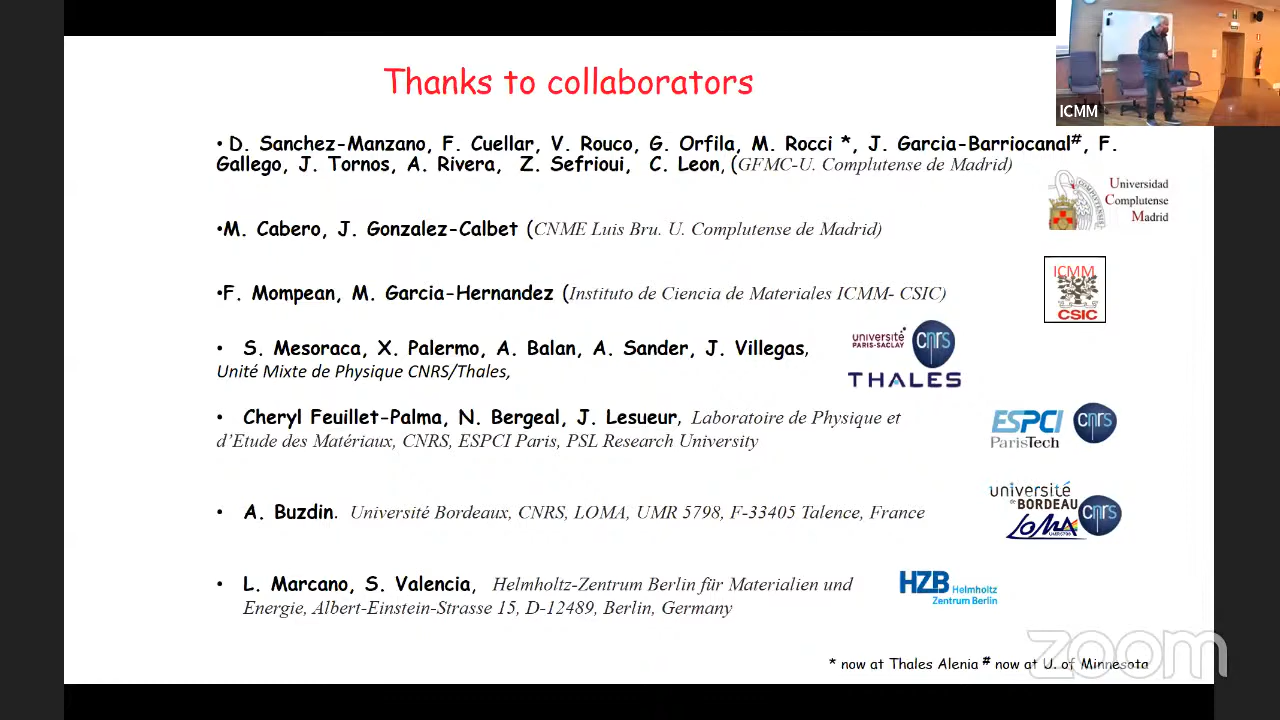 Thanks to collaborators
ICMM
• D. Sanchez-Manzano, F. Cuellar, V. Rouco, G. Orfila, M. Rocci *, J. Garcia-Barriocanal#, F.
Gallego, J. Tornos, A. Rivera, Z. Sefrioui, C. Leon, (GFMC-U. Complutense de Madrid)
Universidad
Complutense
Madrid
•M. Cabero, J. Gonzalez-Calbet (CNME Luis Bru. U. Complutense de Madrid)
•F. Mompean, M. Garcia-Hernandez (Instituto de Ciencia de Materiales ICMM- CSIC)
ICMM
CSIC
• S. Mesoraca, X. Palermo, A. Balan, A. Sander, J. Villegas,
Unité Mixte de Physique CNRS/Thales,
université
PARIS-SACLAY
cnrs
THALES
• Cheryl Feuillet-Palma, N. Bergeal, J. Lesueur, Laboratoire de Physique et
d'Etude des Matériaux, CNRS, ESPCI Paris, PSL Research University
ESPCI
ParisTech
cnrs
• A. Buzdin. Université Bordeaux, CNRS, LOMA, UMR 5798, F-33405 Talence, France
université
de BORDEAU
LOMA
cnrs
• L. Marcano, S. Valencia, Helmholtz-Zentrum Berlin für Materialien und
Energie, Albert-Einstein-Strasse 15, D-12489, Berlin, Germany
HZB Helmholtz
Zentrum Berlin
* now at Thales Alenia # now at U. of Minnesota
zoom